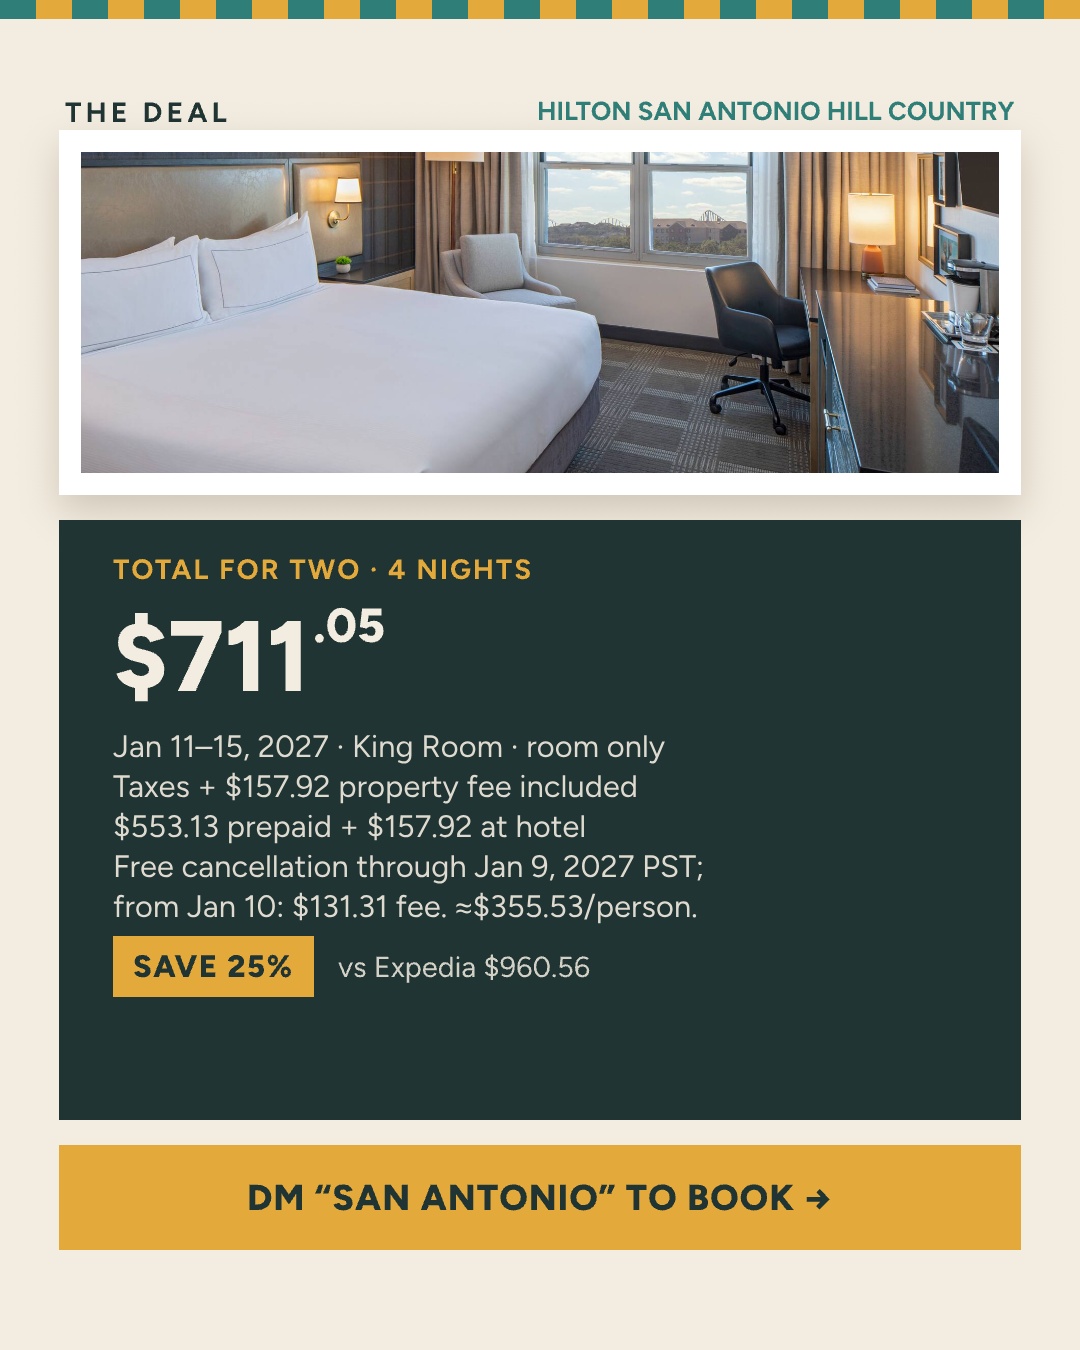 THE DEAL
HILTON SAN ANTONIO HILL COUNTRY
TOTAL FOR TWO · 4 NIGHTS
$711.05
Jan 11–15, 2027 · King Room · room only
Taxes + $157.92 property fee included
$553.13 prepaid + $157.92 at hotel
Free cancellation through Jan 9, 2027 PST;
from Jan 10: $131.31 fee. ≈$355.53/person.
SAVE 25%
vs Expedia $960.56
DM “SAN ANTONIO” TO BOOK →